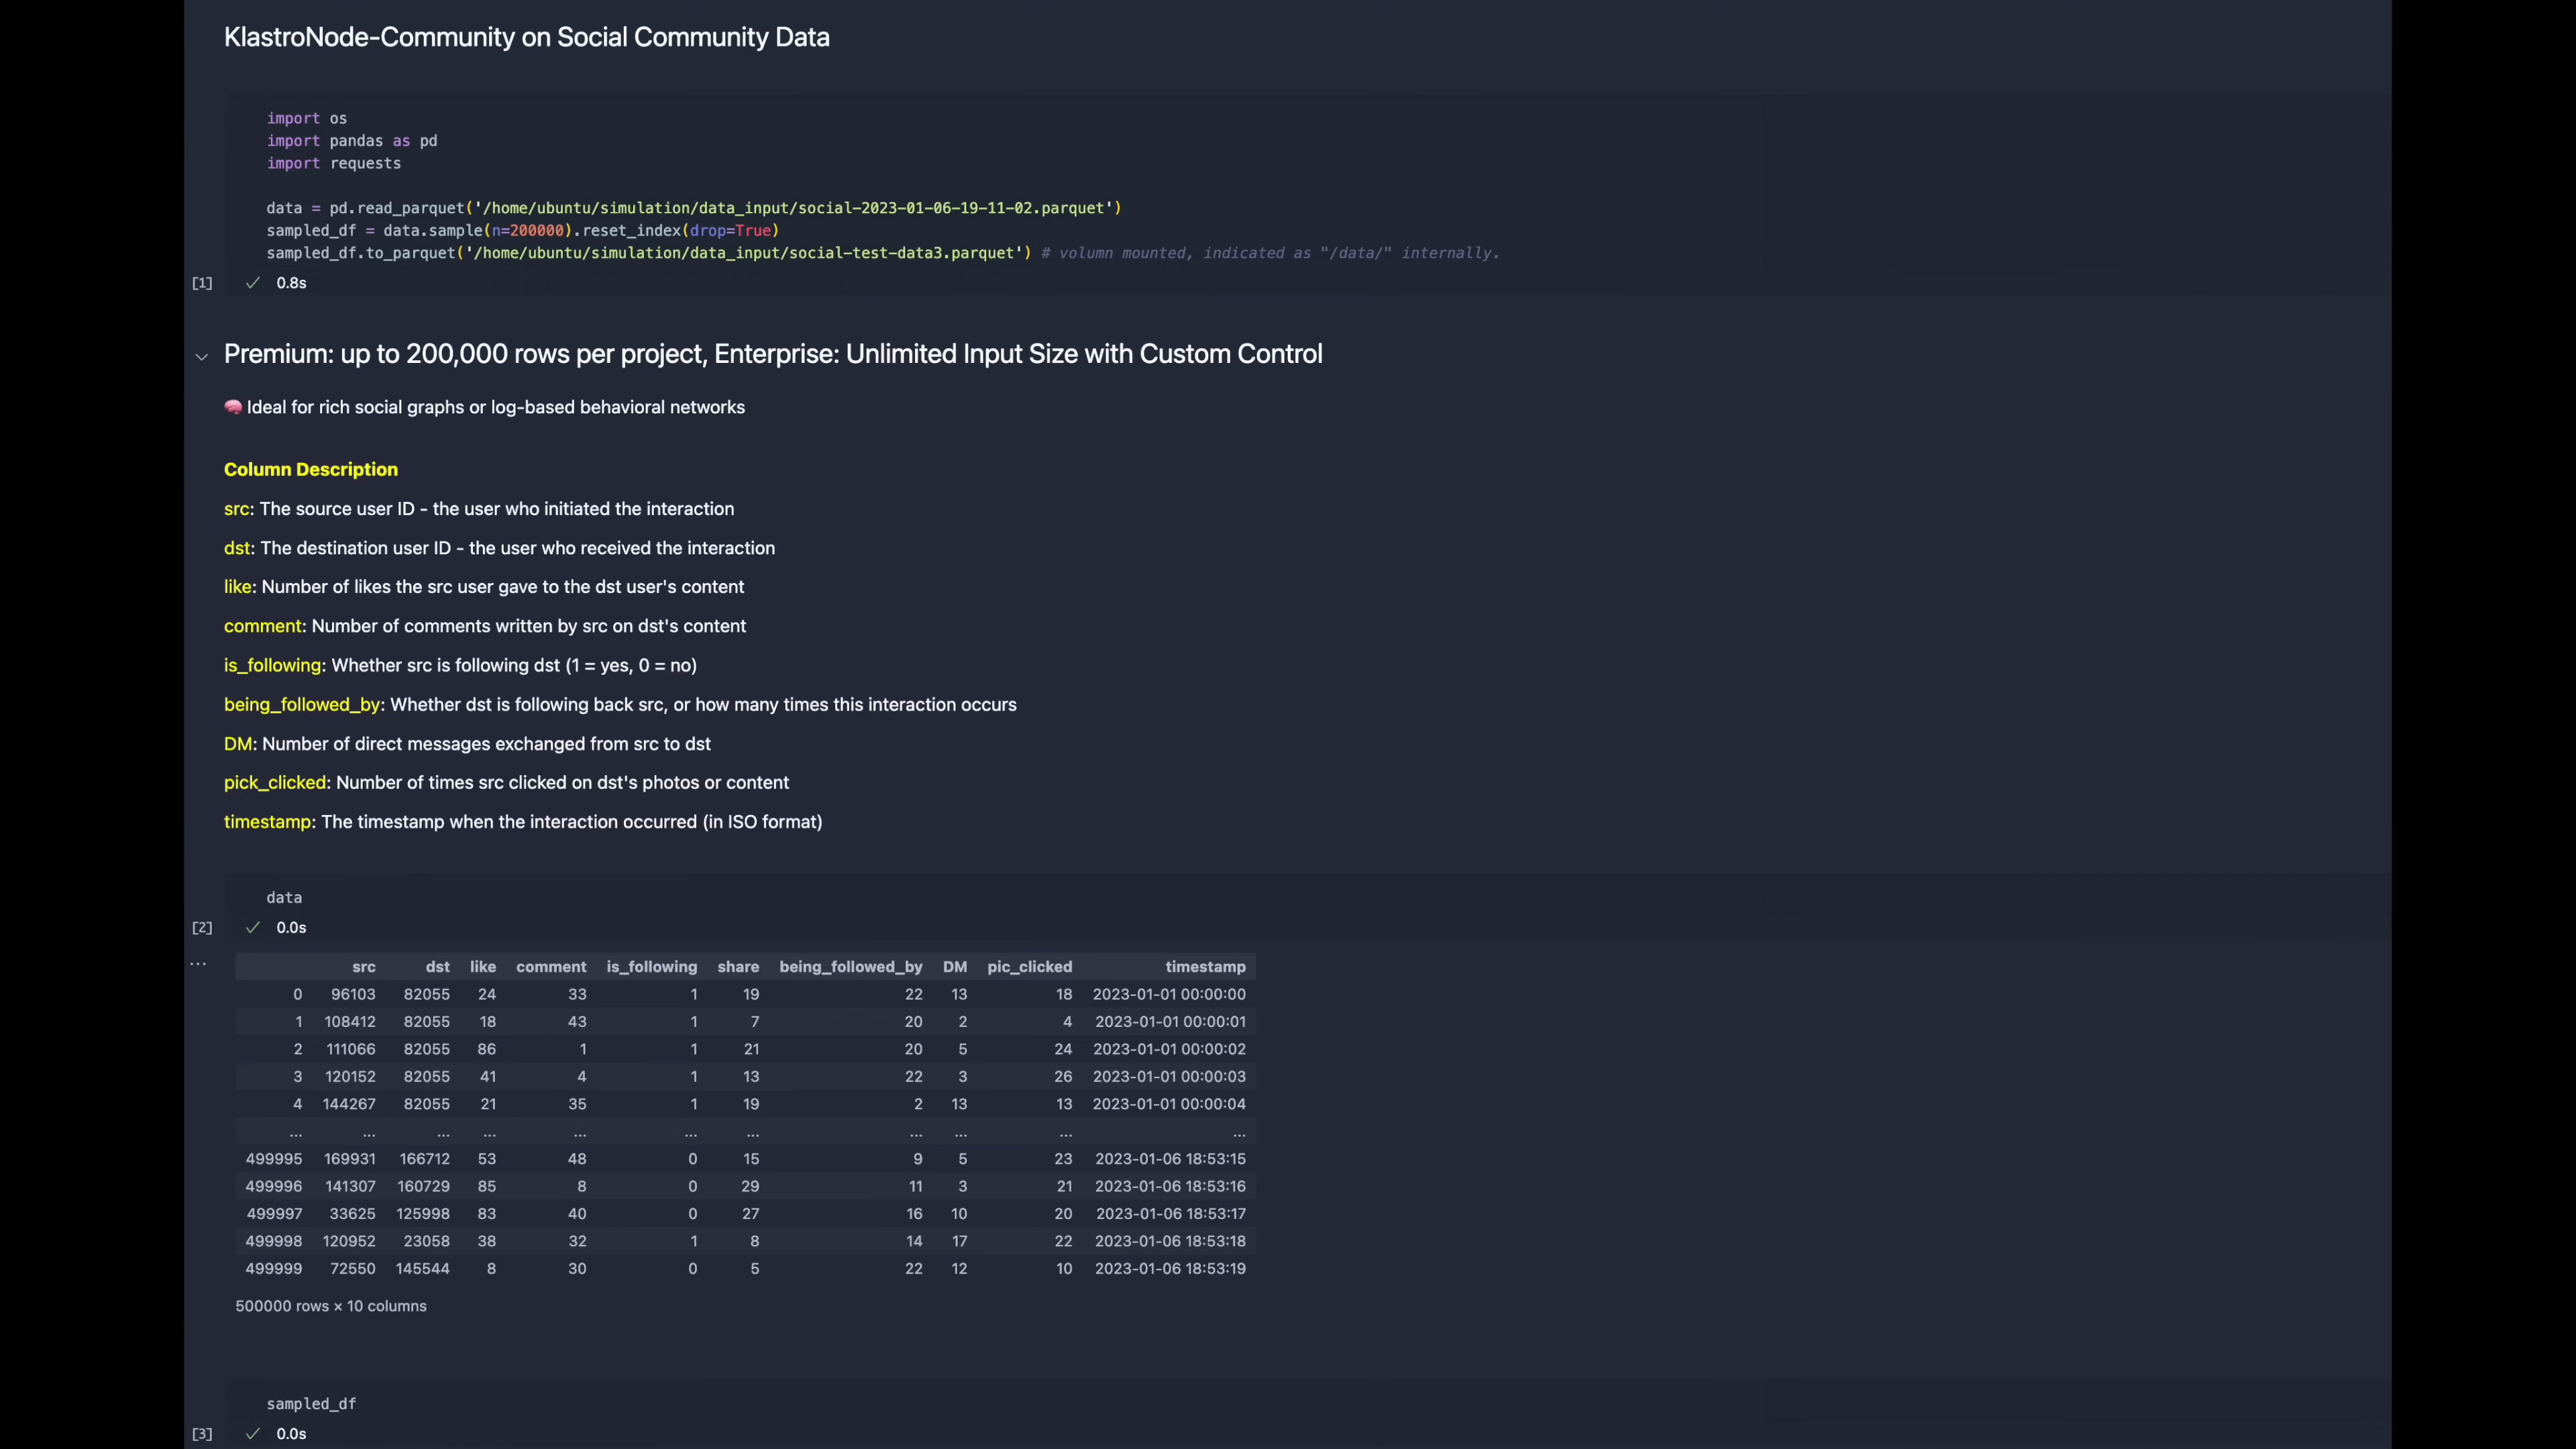 KlastroNode-Community on Social Community Data
import os
import pandas as pd
import requests
data = pd.read_parquet('/home/ubuntu/simulation/data_input/social-2023-01-06-19-11-02.parquet')
sampled_df = data.sample(n=200000).reset_index(drop=True)
sampled_df.to_parquet('/home/ubuntu/simulation/data_input/social-test-data3.parquet') # volumn mounted, indicated as "/data/" internally.
[1] ✓ 0.8s
Premium: up to 200,000 rows per project, Enterprise: Unlimited Input Size with Custom Control
🧠 Ideal for rich social graphs or log-based behavioral networks
Column Description
src: The source user ID - the user who initiated the interaction
dst: The destination user ID - the user who received the interaction
like: Number of likes the src user gave to the dst user's content
comment: Number of comments written by src on dst's content
is_following: Whether src is following dst (1 = yes, 0 = no)
being_followed_by: Whether dst is following back src, or how many times this interaction occurs
DM: Number of direct messages exchanged from src to dst
pick_clicked: Number of times src clicked on dst's photos or content
timestamp: The timestamp when the interaction occurred (in ISO format)
data
[2] ✓ 0.0s
... src dst like comment is_following share being_followed_by DM pic_clicked timestamp
0 96103 82055 24 33 1 19 22 13 18 2023-01-01 00:00:00
1 108412 82055 18 43 1 7 20 2 4 2023-01-01 00:00:01
2 111066 82055 86 1 1 21 20 5 24 2023-01-01 00:00:02
3 120152 82055 41 4 1 13 22 3 26 2023-01-01 00:00:03
4 144267 82055 21 35 1 19 2 13 13 2023-01-01 00:00:04
... ... ... ... ... ... ... ... ... ... ...
499995 169931 166712 53 48 0 15 9 5 23 2023-01-06 18:53:15
499996 141307 160729 85 8 0 29 11 3 21 2023-01-06 18:53:16
499997 33625 125998 83 40 0 27 16 10 20 2023-01-06 18:53:17
499998 120952 23058 38 32 1 8 14 17 22 2023-01-06 18:53:18
499999 72550 145544 8 30 0 5 22 12 10 2023-01-06 18:53:19
500000 rows × 10 columns
sampled_df
[3] ✓ 0.0s